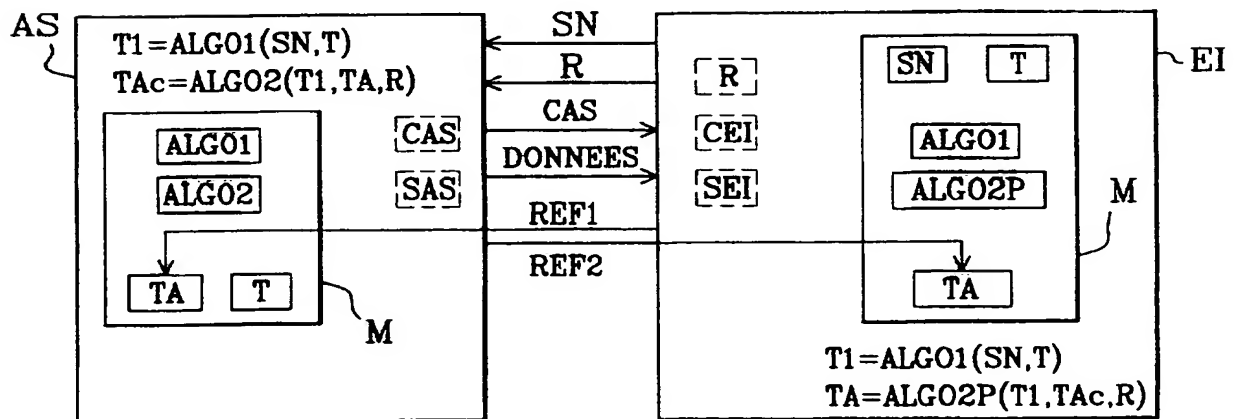 AS
T1=ALGO1(SN,T)
TAc=ALGO2(T1,TA,R)
ALGO1
ALGO2
TA
T
M
CAS
SAS
SN
R
CAS
DONNEES
REF1
REF2
R
CEI
SEI
SN
T
ALGO1
ALGO2P
TA
EI
M
T1=ALGO1(SN,T)
TA=ALGO2P(T1,TAc,R)